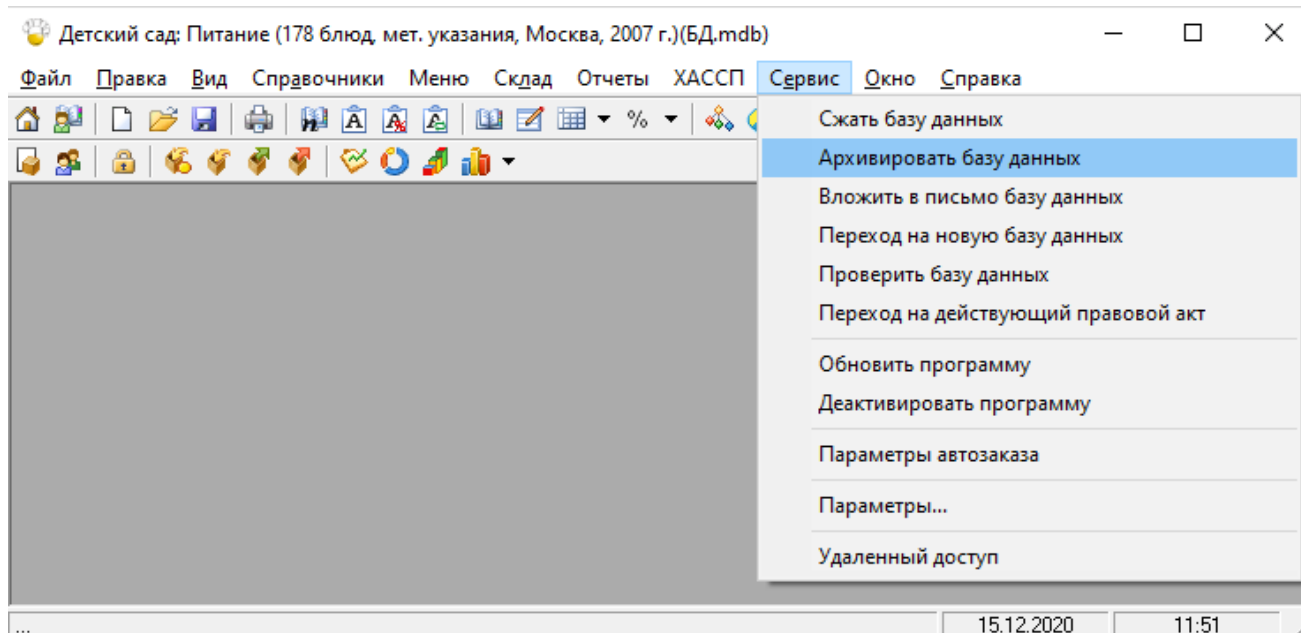 Детский сад: Питание (178 блюд, мет. указания, Москва, 2007 г.)(БД.mdb)
Файл Правка Вид Справочники Меню Склад Отчеты ХАССП Сервис Окно Справка
Сжать базу данных
Архивировать базу данных
Вложить в письмо базу данных
Переход на новую базу данных
Проверить базу данных
Переход на действующий правовой акт
Обновить программу
Деактивировать программу
Параметры автозаказа
Параметры...
Удаленный доступ
... 15.12.2020 11:51